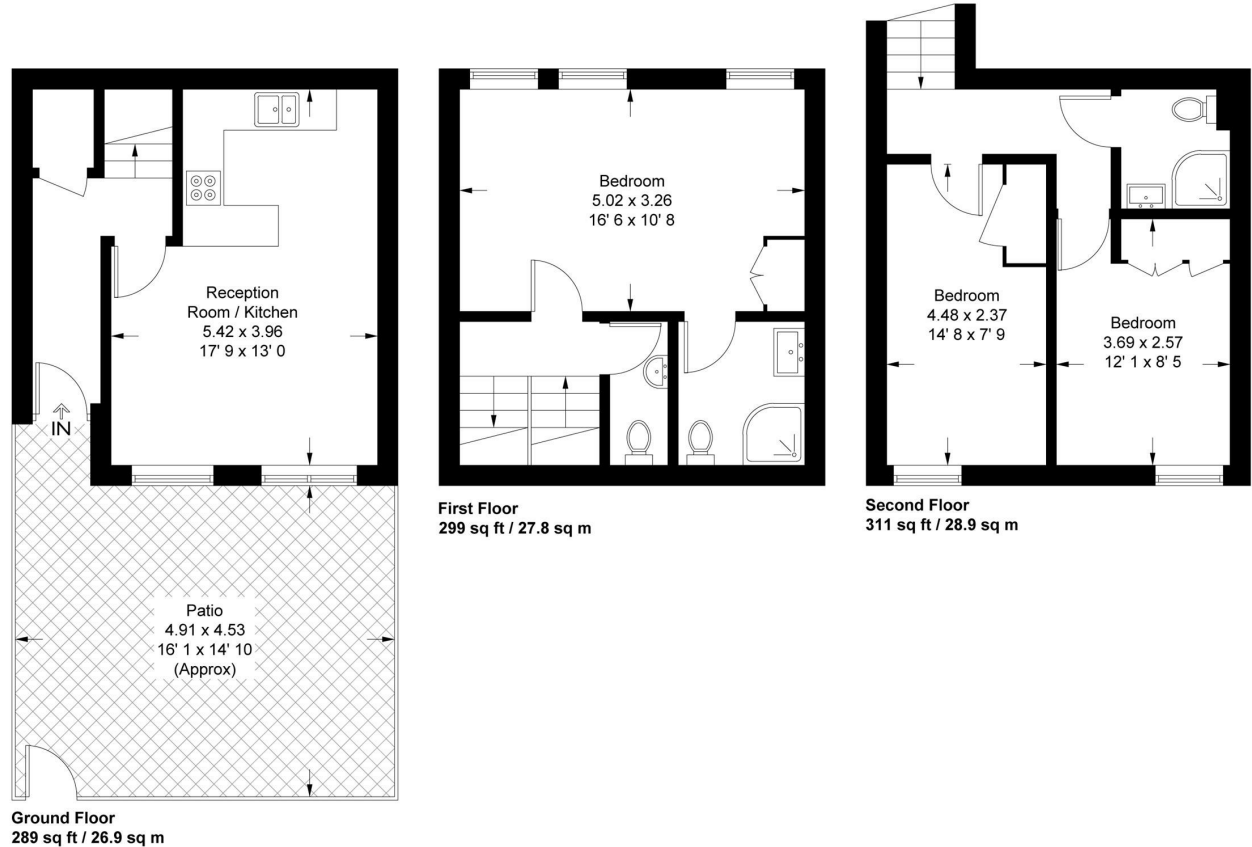 Reception
Room / Kitchen
5.42 x 3.96
17' 9 x 13' 0
IN
Patio
4.91 x 4.53
16' 1 x 14' 10
(Approx)
Ground Floor
289 sq ft / 26.9 sq m
Bedroom
5.02 x 3.26
16' 6 x 10' 8
First Floor
299 sq ft / 27.8 sq m
Bedroom
4.48 x 2.37
14' 8 x 7' 9
Bedroom
3.69 x 2.57
12' 1 x 8' 5
Second Floor
311 sq ft / 28.9 sq m